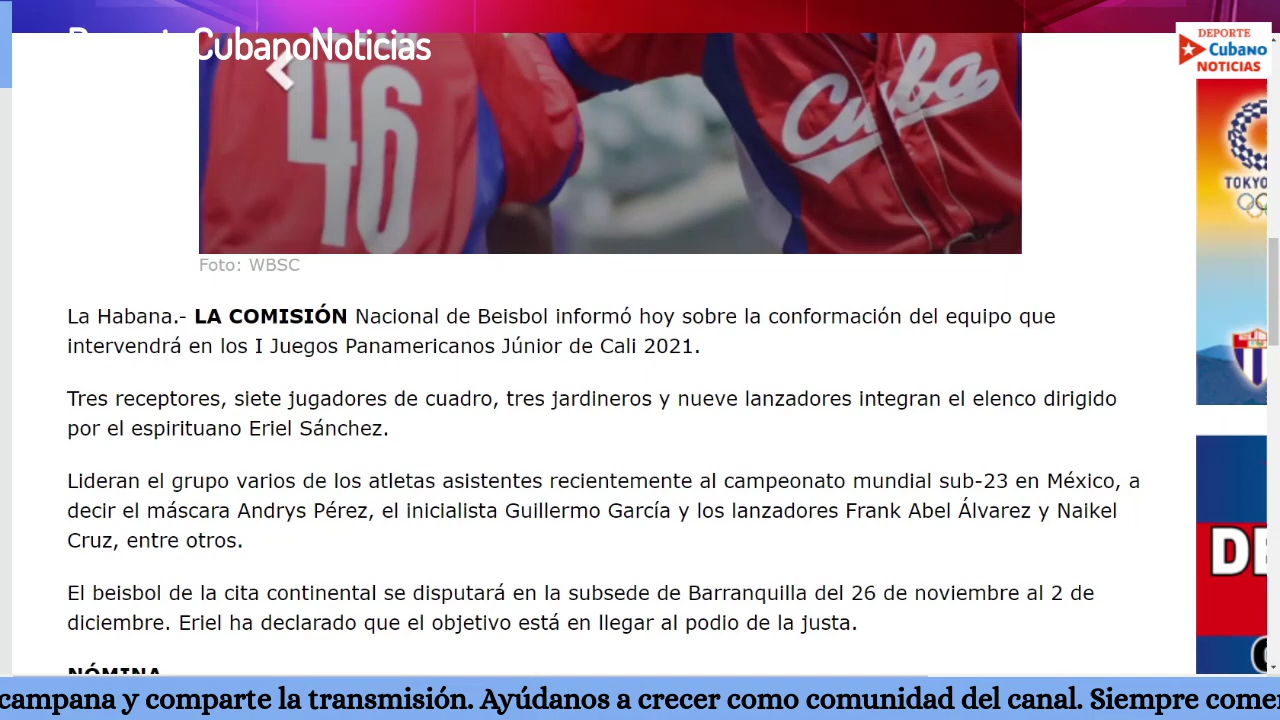 CubanoNoticias
DEPORTE
Cubano
NOTICIAS
46
Cuba
TOKYO
Foto: WBSC
La Habana.- LA COMISIÓN Nacional de Beisbol informó hoy sobre la conformación del equipo que
intervendrá en los I Juegos Panamericanos Júnior de Cali 2021.
Tres receptores, siete jugadores de cuadro, tres jardineros y nueve lanzadores integran el elenco dirigido
por el espirituano Eriel Sánchez.
Lideran el grupo varios de los atletas asistentes recientemente al campeonato mundial sub-23 en México, a
decir el máscara Andrys Pérez, el inicialista Guillermo García y los lanzadores Frank Abel Álvarez y Naikel
Cruz, entre otros.
El beisbol de la cita continental se disputará en la subsede de Barranquilla del 26 de noviembre al 2 de
diciembre. Eriel ha declarado que el objetivo está en llegar al podio de la justa.
NÓMINA
DE
campana y comparte la transmisión. Ayúdanos a crecer como comunidad del canal. Siempre comen